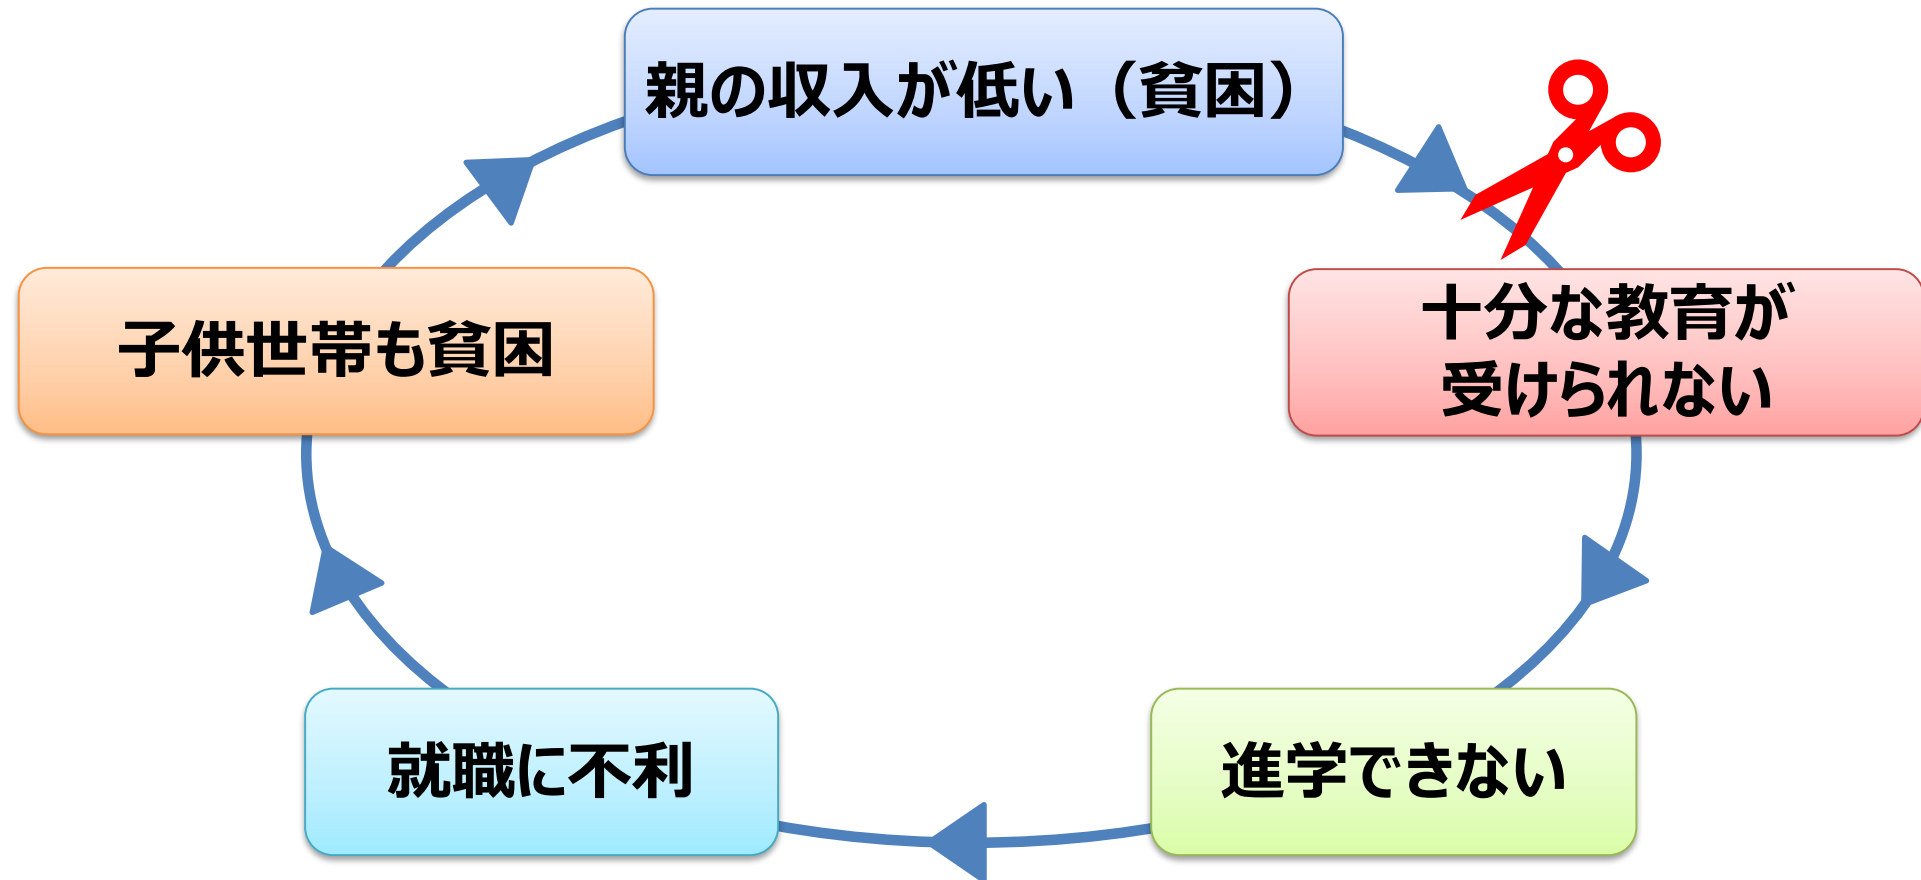 親の収入が低い（貧困）
十分な教育が
受けられない
進学できない
就職に不利
子供世帯も貧困